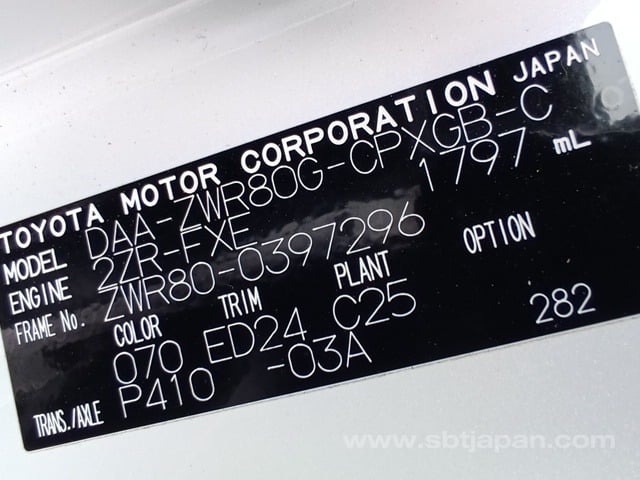 TOYOTA MOTOR CORPORATION JAPAN
MODEL DAA-ZWR80G-CPXGB-C
ENGINE 2ZR-FXE 1797 mL
FRAME No. ZWR80-0397296
COLOR TRIM PLANT OPTION
070 ED24 C25 282
TRANS./AXLE P410 -03A
www.sbtjapan.com